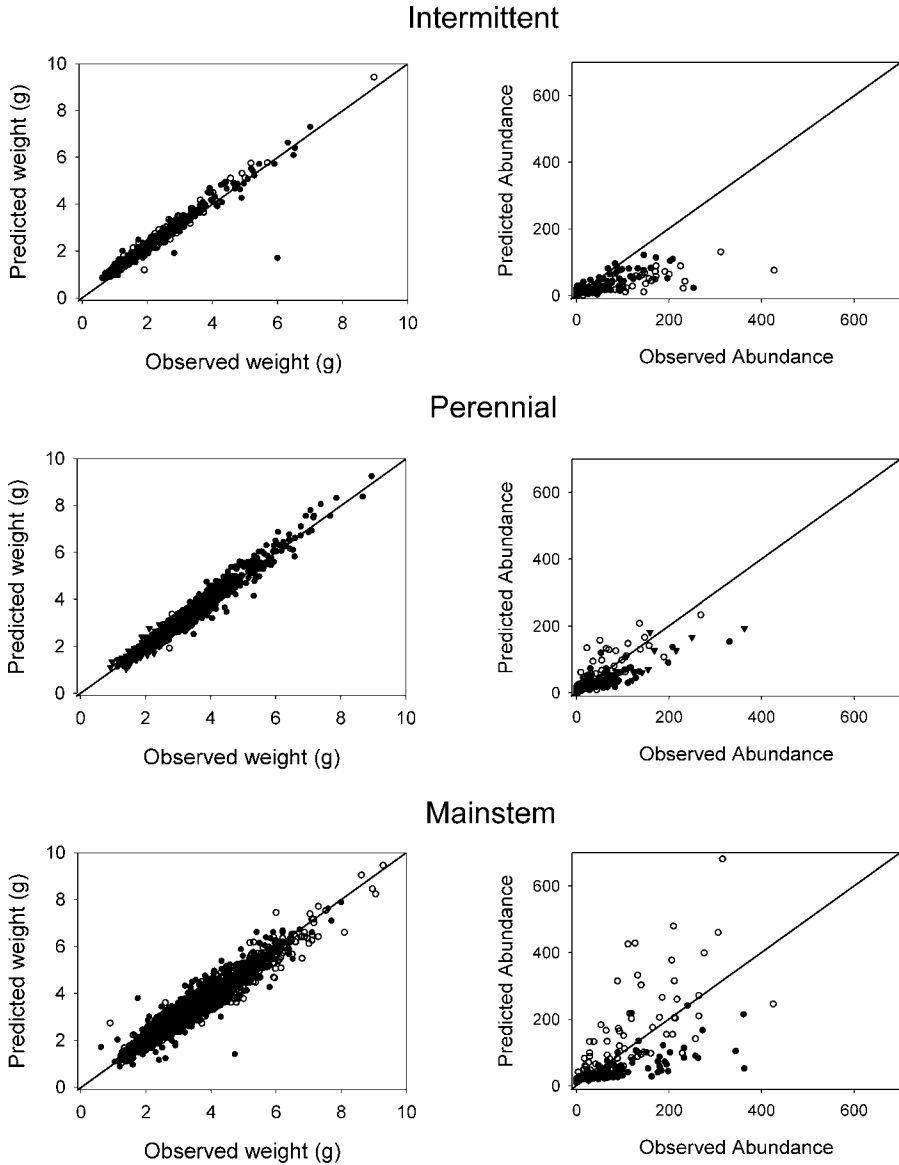 Intermittent
Predicted weight (g)
10
8
6
4
2
0
0 2 4 6 8 10
Observed weight (g)
Predicted Abundance
600
400
200
0
0 200 400 600
Observed Abundance
Perennial
Predicted weight (g)
10
8
6
4
2
0
0 2 4 6 8 10
Observed weight (g)
Predicted Abundance
600
400
200
0
0 200 400 600
Observed Abundance
Mainstem
Predicted weight (g)
10
8
6
4
2
0
0 2 4 6 8 10
Observed weight (g)
Predicted Abundance
600
400
200
0
0 200 400 600
Observed Abundance